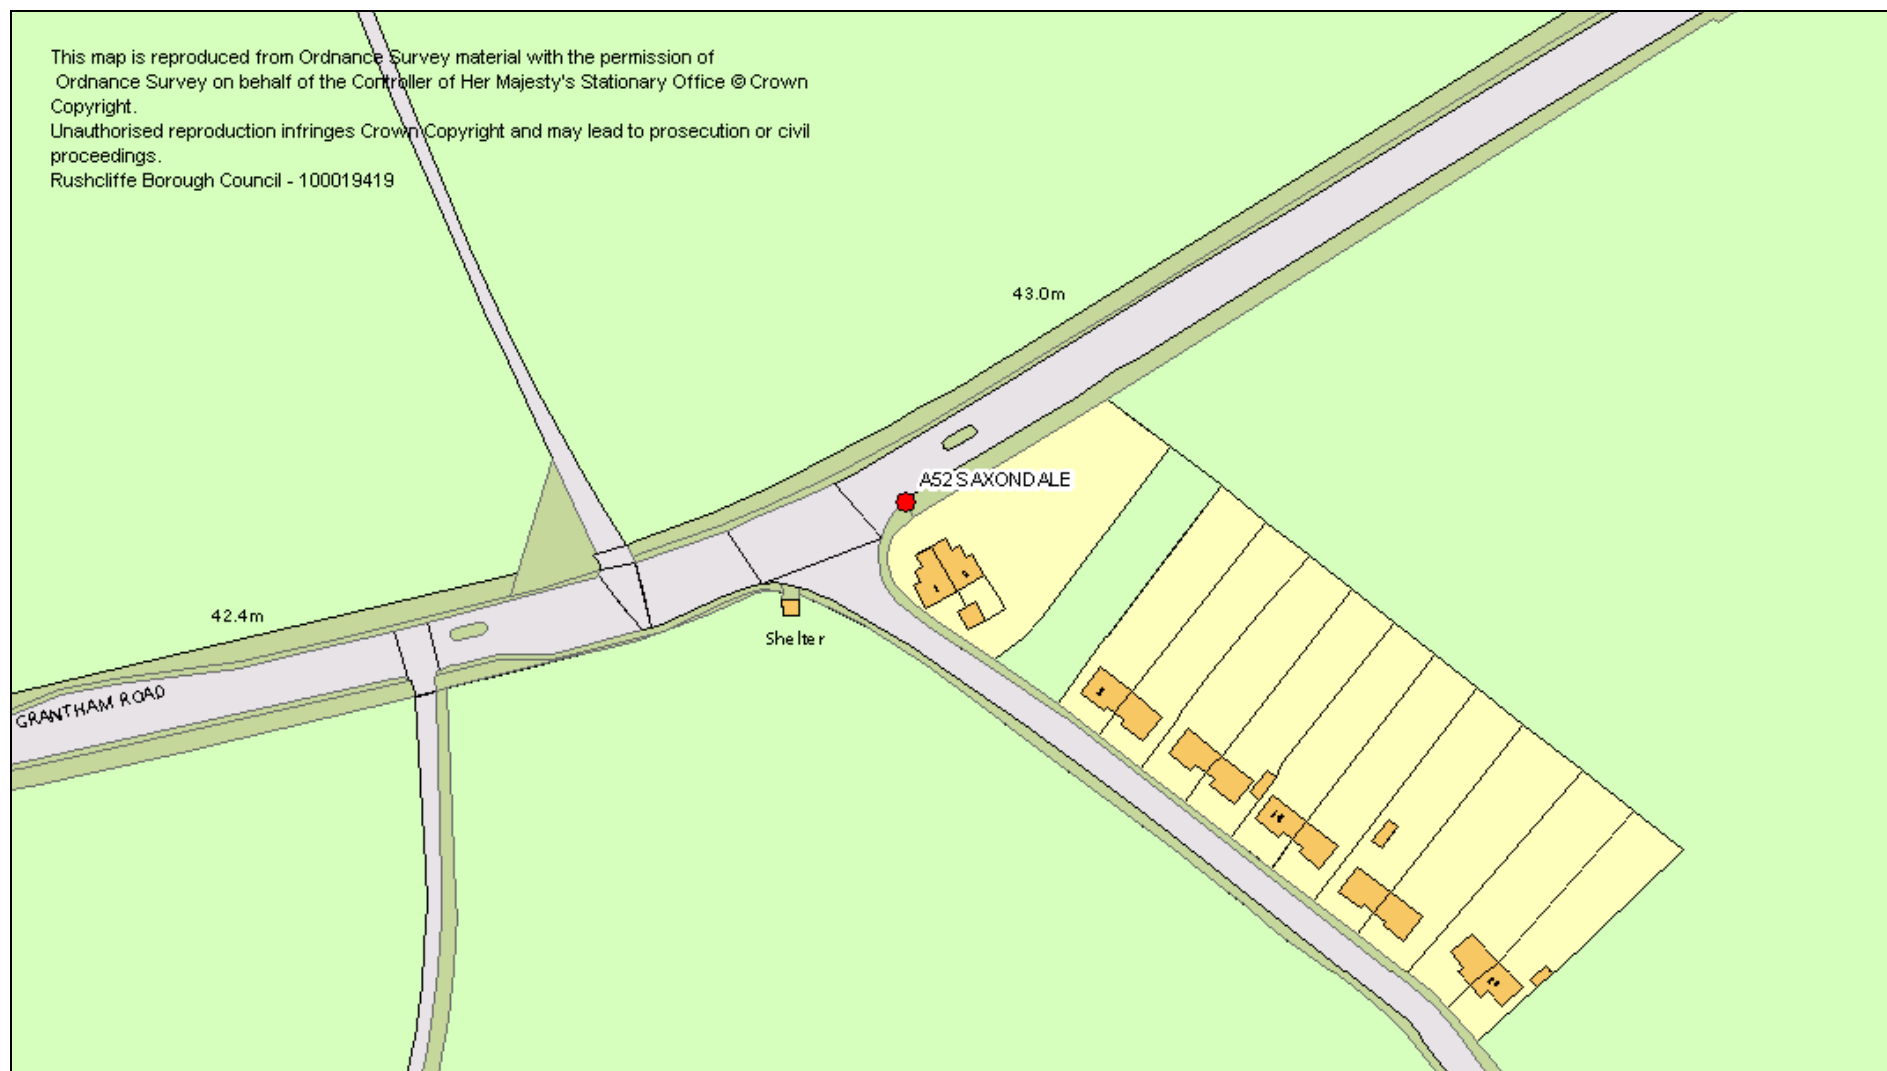 This map is reproduced from Ordnance Survey material with the permission of
Ordnance Survey on behalf of the Controller of Her Majesty's Stationary Office © Crown
Copyright.
Unauthorised reproduction infringes Crown Copyright and may lead to prosecution or civil
proceedings.
Rushcliffe Borough Council - 100019419
43.0m
A52 SAXONDALE
42.4m
Shelter
GRANTHAM ROAD
1